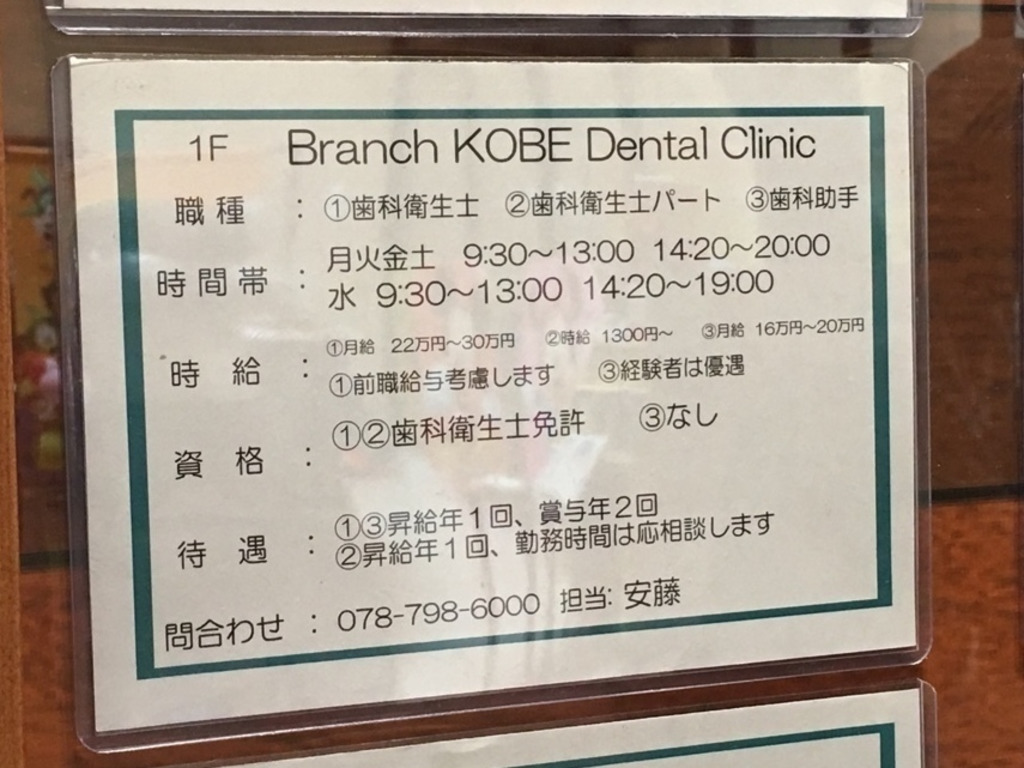 1F Branch KOBE Dental Clinic
職種 : ①歯科衛生士 ②歯科衛生士パート ③歯科助手
時間帯 : 月火金土 9:30～13:00 14:20～20:00
水 9:30～13:00 14:20～19:00
時給 : ①月給 22万円～30万円 ②時給 1300円～ ③月給 16万円～20万円
①前職給与考慮します ③経験者は優遇
資格 : ①②歯科衛生士免許 ③なし
待遇 : ①③昇給年1回、賞与年2回
②昇給年1回、勤務時間は応相談します
問合わせ : 078-798-6000 担当: 安藤